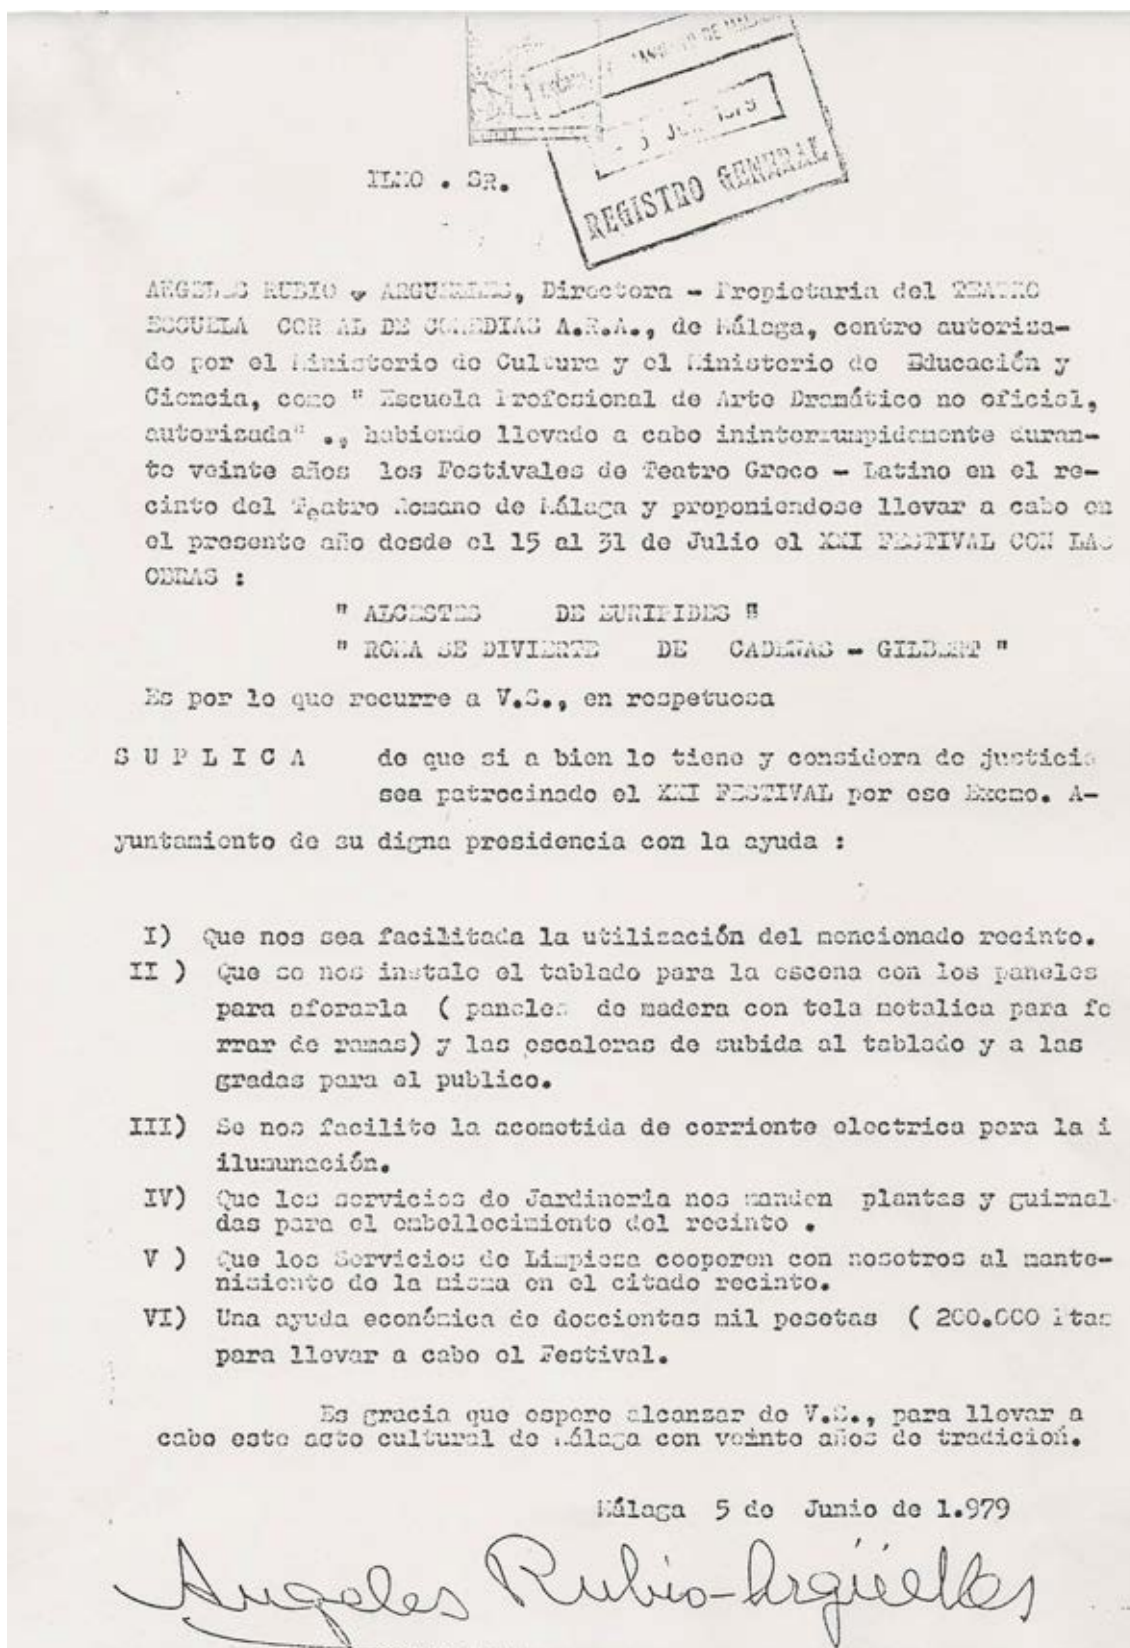 REGISTRO GENERAL
ILMO . SR.
ANGELES RUBIO - ARGUELLES, Directora - Propietaria del TEATRO
ESCUELA CORRAL DE COMEDIAS A.R.A., de Málaga, centro autoriza-
do por el Ministerio de Cultura y el Ministerio de Educación y
Ciencia, como " Escuela Profesional de Arte Dramático no oficial,
autorizada" ., habiendo llevado a cabo ininterrumpidamente duran-
te veinte años los Festivales de Teatro Greco - Latino en el re-
cinto del Teatro Romano de Málaga y proponiendose llevar a cabo en
el presente año desde el 15 al 31 de Julio el XXI FESTIVAL CON LAS
OBRAS :
" ALCESTES DE EURIPIDES "
" ROMA SE DIVIERTE DE CADENAS - GILBERT "
Es por lo que recurre a V.S., en respetuosa
S U P L I C A de que si a bien lo tiene y considera de justicia
sea patrocinado el XXI FESTIVAL por ese Excmo. A-
yuntamiento de su digna presidencia con la ayuda :
I) Que nos sea facilitada la utilización del mencionado recinto.
II ) Que se nos instale el tablado para la escena con los paneles
para aforarla ( paneles de madera con tela metalica para fo
rrar de ramas) y las escaleras de subida al tablado y a las
gradas para el publico.
III) Se nos facilite la acometida de corriente electrica para la i
ilumunación.
IV) Que los servicios de Jardineria nos manden plantas y guirnal-
das para el embellecimiento del recinto .
V ) Que los Servicios de Limpieza cooperen con nosotros al mante-
nimiento de la misma en el citado recinto.
VI) Una ayuda económica de doscientas mil pesetas ( 200.000 Ptas
para llevar a cabo el Festival.
Es gracia que espero alcanzar de V.S., para llevar a
cabo este acto cultural de Málaga con veinte años de tradición.
Málaga 5 de Junio de 1.979
Angeles Rubio-Argüelles